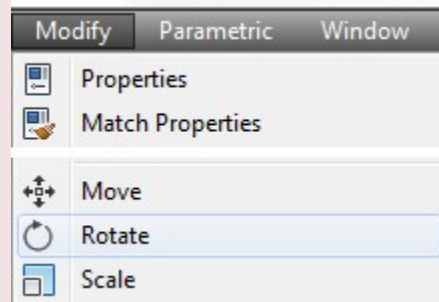 Modify Parametric Window
Properties
Match Properties
Move
Rotate
Scale